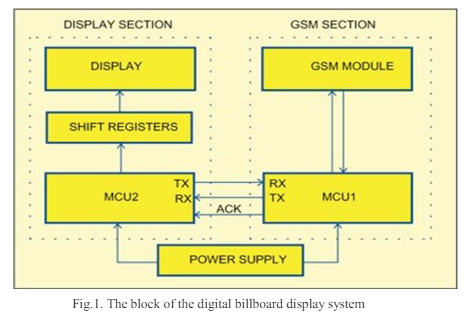 DISPLAY SECTION
GSM SECTION
DISPLAY
GSM MODULE
SHIFT REGISTERS
TX
RX
RX
TX
MCU2
MCU1
ACK
POWER SUPPLY
Fig.1. The block of the digital billboard display system